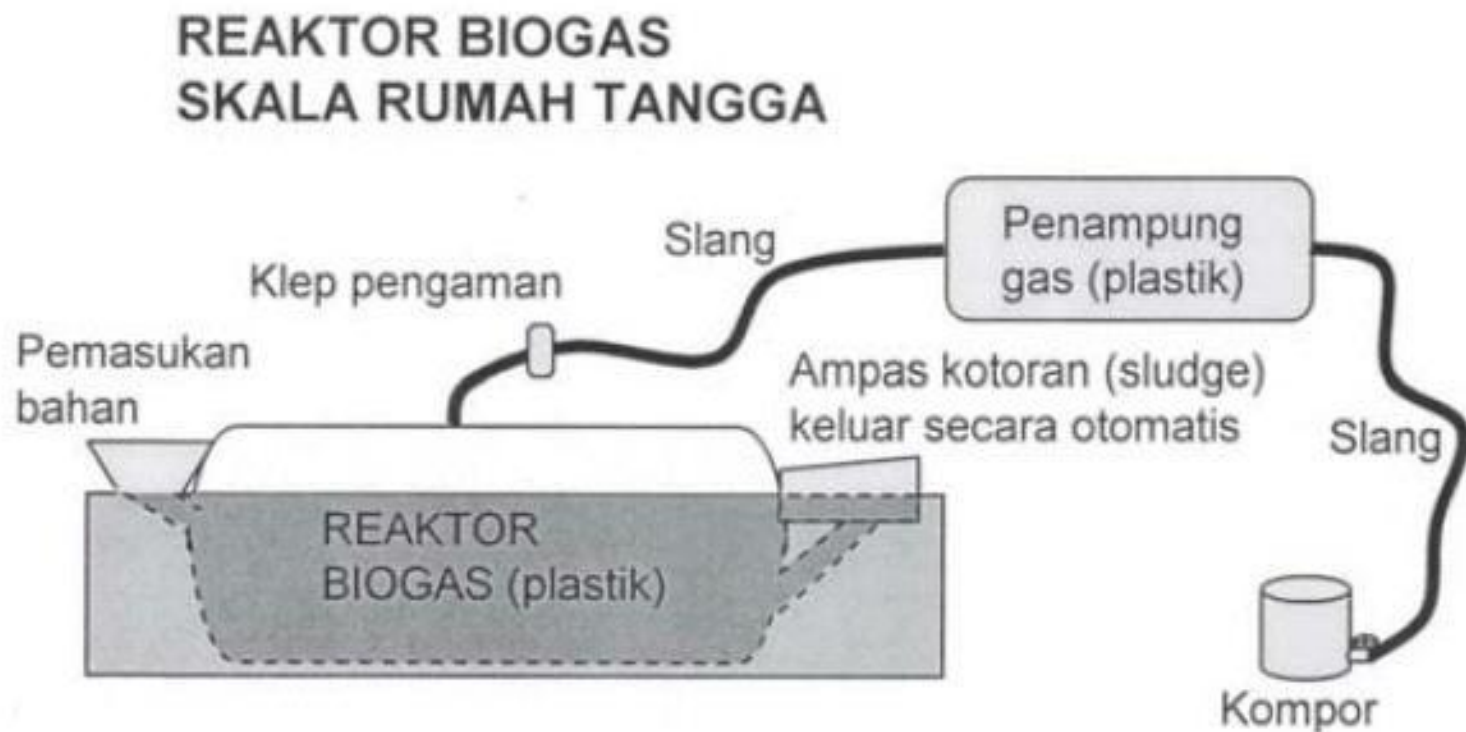 REAKTOR BIOGAS
SKALA RUMAH TANGGA
Slang
Penampung
gas (plastik)
Klep pengaman
Pemasukan
bahan
Ampas kotoran (sludge)
keluar secara otomatis
Slang
REAKTOR
BIOGAS (plastik)
Kompor